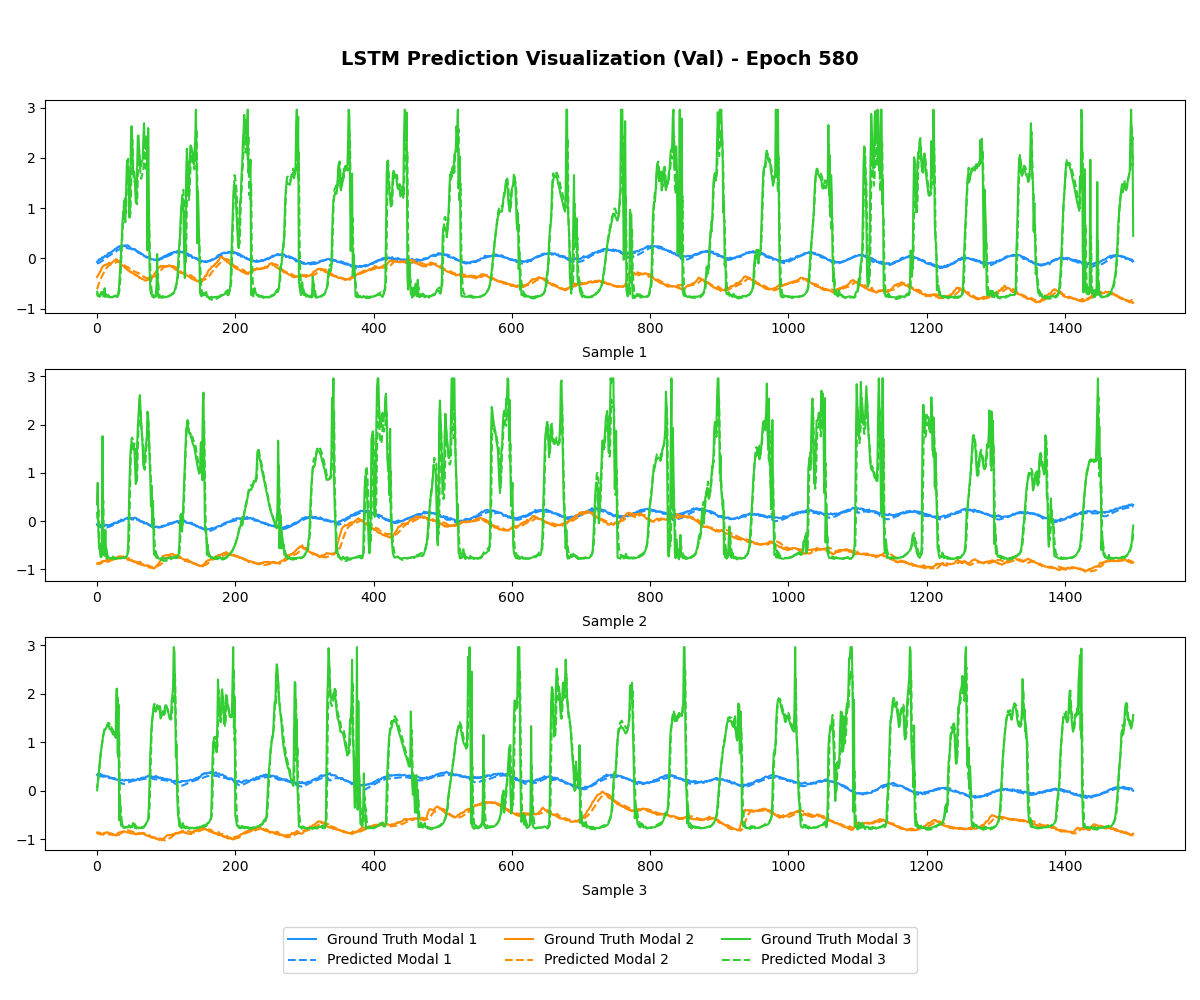 LSTM Prediction Visualization (Val) - Epoch 580
3
2
1
0
−1
0 200 400 600 800 1000 1200 1400
Sample 1
3
2
1
0
−1
0 200 400 600 800 1000 1200 1400
Sample 2
3
2
1
0
−1
0 200 400 600 800 1000 1200 1400
Sample 3
Ground Truth Modal 1 Ground Truth Modal 2 Ground Truth Modal 3
Predicted Modal 1 Predicted Modal 2 Predicted Modal 3